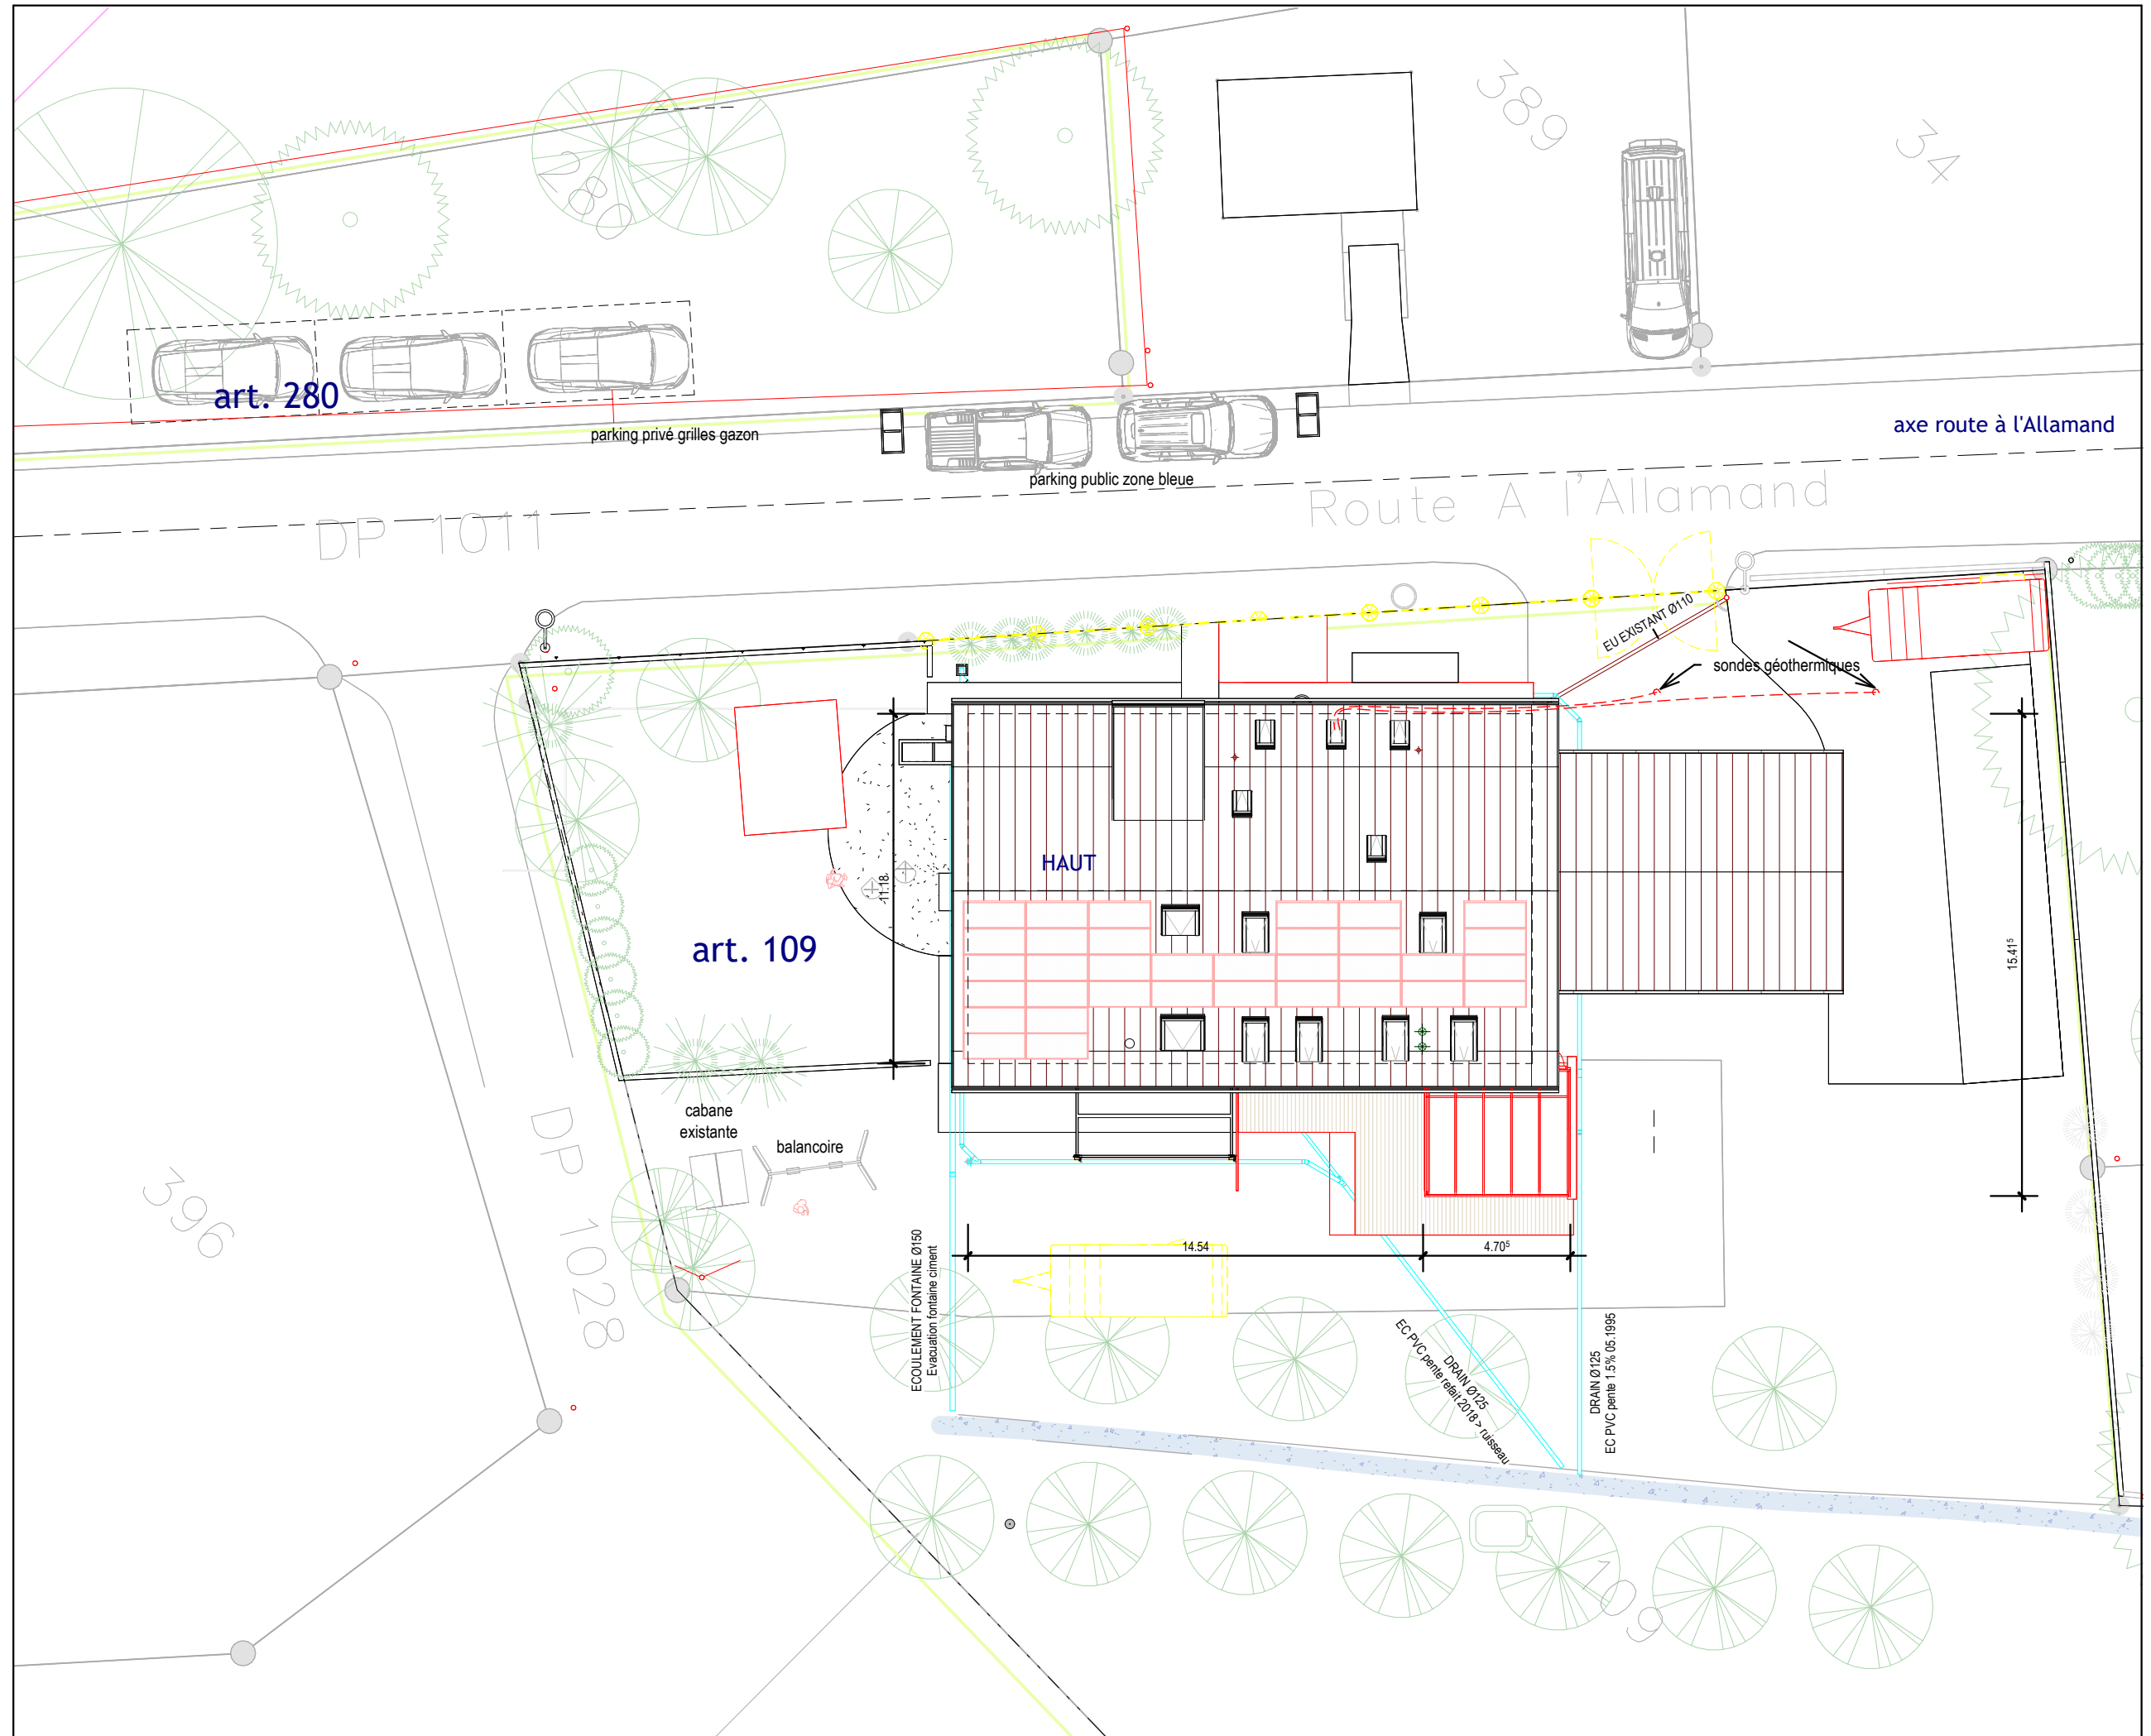 389
34
280
art. 280
parking privé grilles gazon
axe route à l'Allamand
parking public zone bleue
Route A l'Allamand
DP 1011
EU EXISTANT Ø110
sondes géothermiques
HAUT
11.18
art. 109
15.41⁵
cabane
existante
balancoire
DP 1028
396
14.54
4.70⁵
ECOULEMENT FONTAINE Ø150
Evacuation fontaine ciment
DRAIN Ø125
EC PVC pente refait 2018 > ruisseau
DRAIN Ø125
EC PVC pente 1.5% 05.1995
109